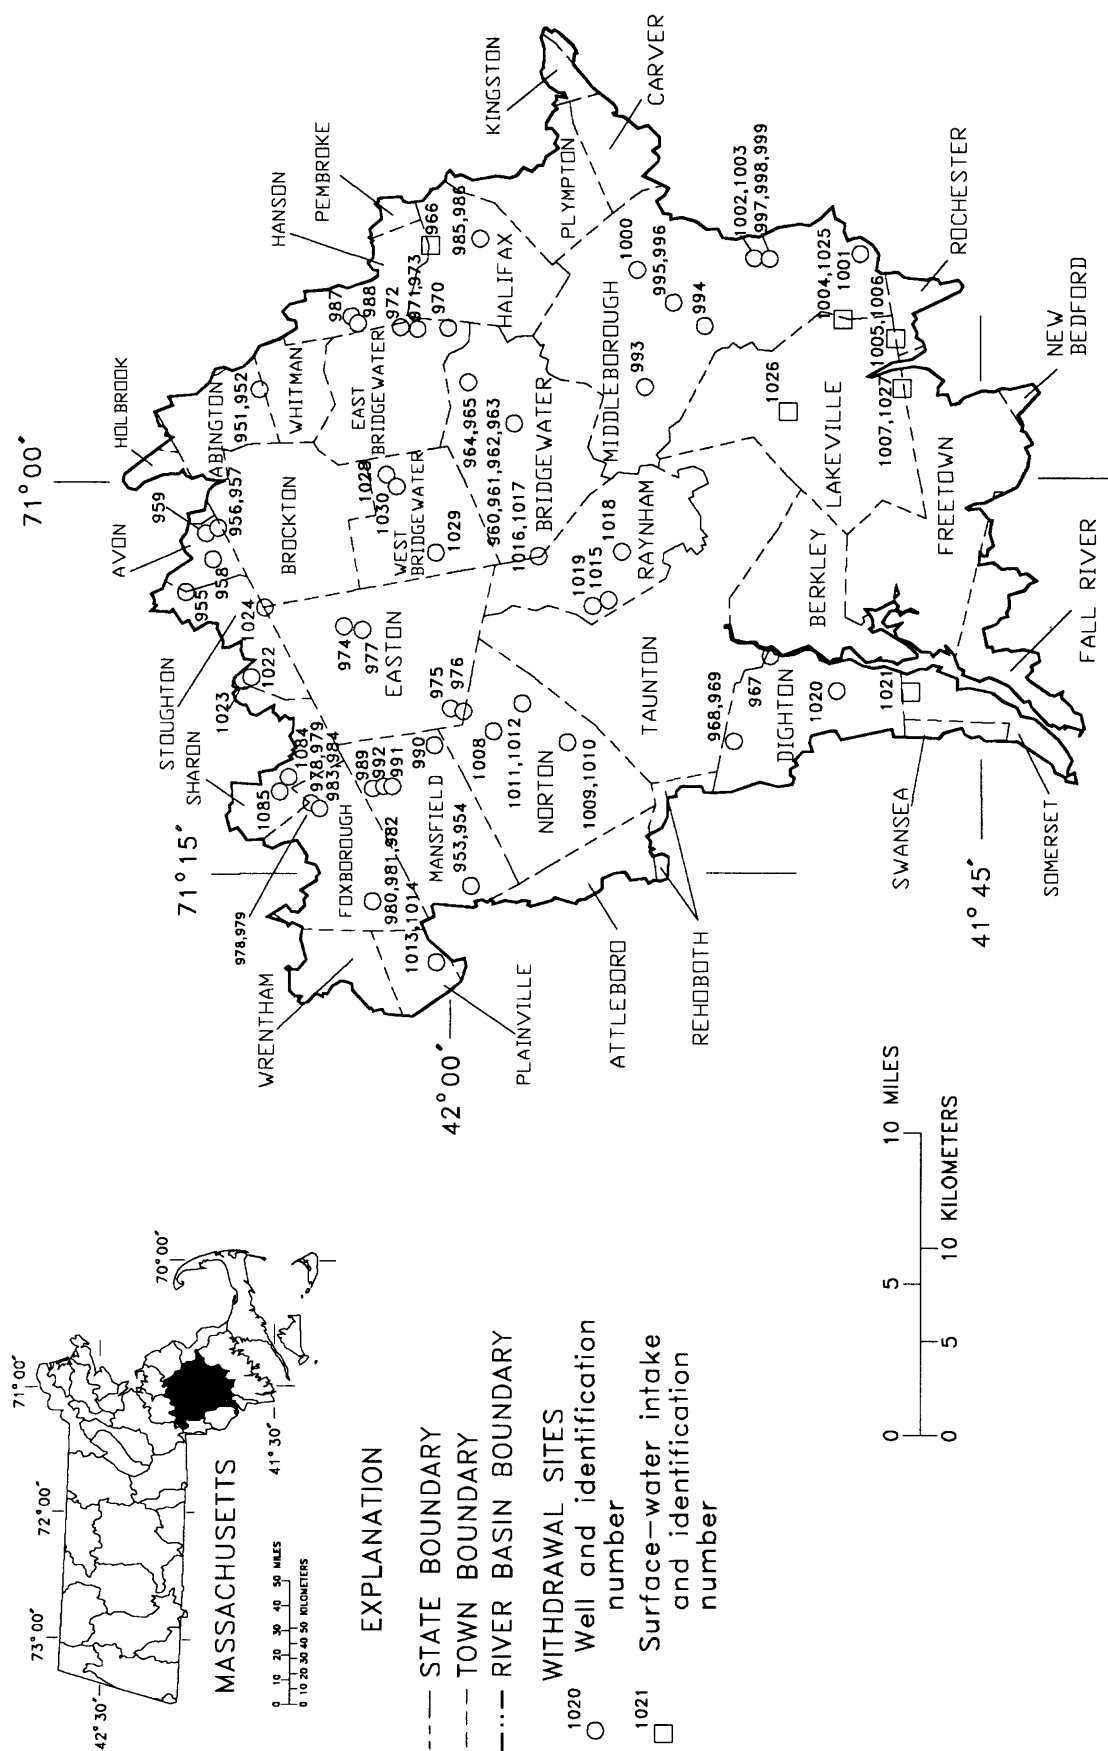 73°00′
72°00′
71°00′
42°30′
70°00′
41°30′
MASSACHUSETTS
0 10 20 30 40 50 MILES
0 10 20 30 40 50 KILOMETERS
EXPLANATION
STATE BOUNDARY
TOWN BOUNDARY
RIVER BASIN BOUNDARY
WITHDRAWAL SITES
1020
Well and identification
number
1021
Surface-water intake
and identification
number
0 5 10 MILES
0 5 10 KILOMETERS
71°15′
71°00′
42°00′
41°45′
WRENTHAM
PLAINVILLE
ATTLEBORO
REHOBOTH
SWANSEA
SOMERSET
FALL RIVER
NEW
BEDFORD
ROCHESTER
CARVER
KINGSTON
PEMBROKE
HANSON
HOLBROOK
AVON
STOUGHTON
SHARON
FOXBOROUGH
MANSFIELD
NORTON
EASTON
BROCKTON
WEST
BRIDGEWATER
EAST
BRIDGEWATER
ABINGTON
WHITMAN
HALIFAX
PLYMPTON
BRIDGEWATER
MIDDLEBOROUGH
RAYNHAM
TAUNTON
DIGHTON
BERKLEY
LAKEVILLE
FREETOWN
978,979
1085
1084
978,979
983,984
1023
1022
1024
955
958
959
956,957
951,952
987
988
972
971,973
970
966
985,986
980,981,982
1013,1014
953,954
989
992
991
990
975
976
974
977
1028
1030
1029
964,965
960,961,962,963
1016,1017
1018
1019
1015
1008
1011,1012
1009,1010
968,969
967
1020
1021
993
994
995,996
1000
1002,1003
997,998,999
1004,1025
1001
1005,1006
1007,1027
1026